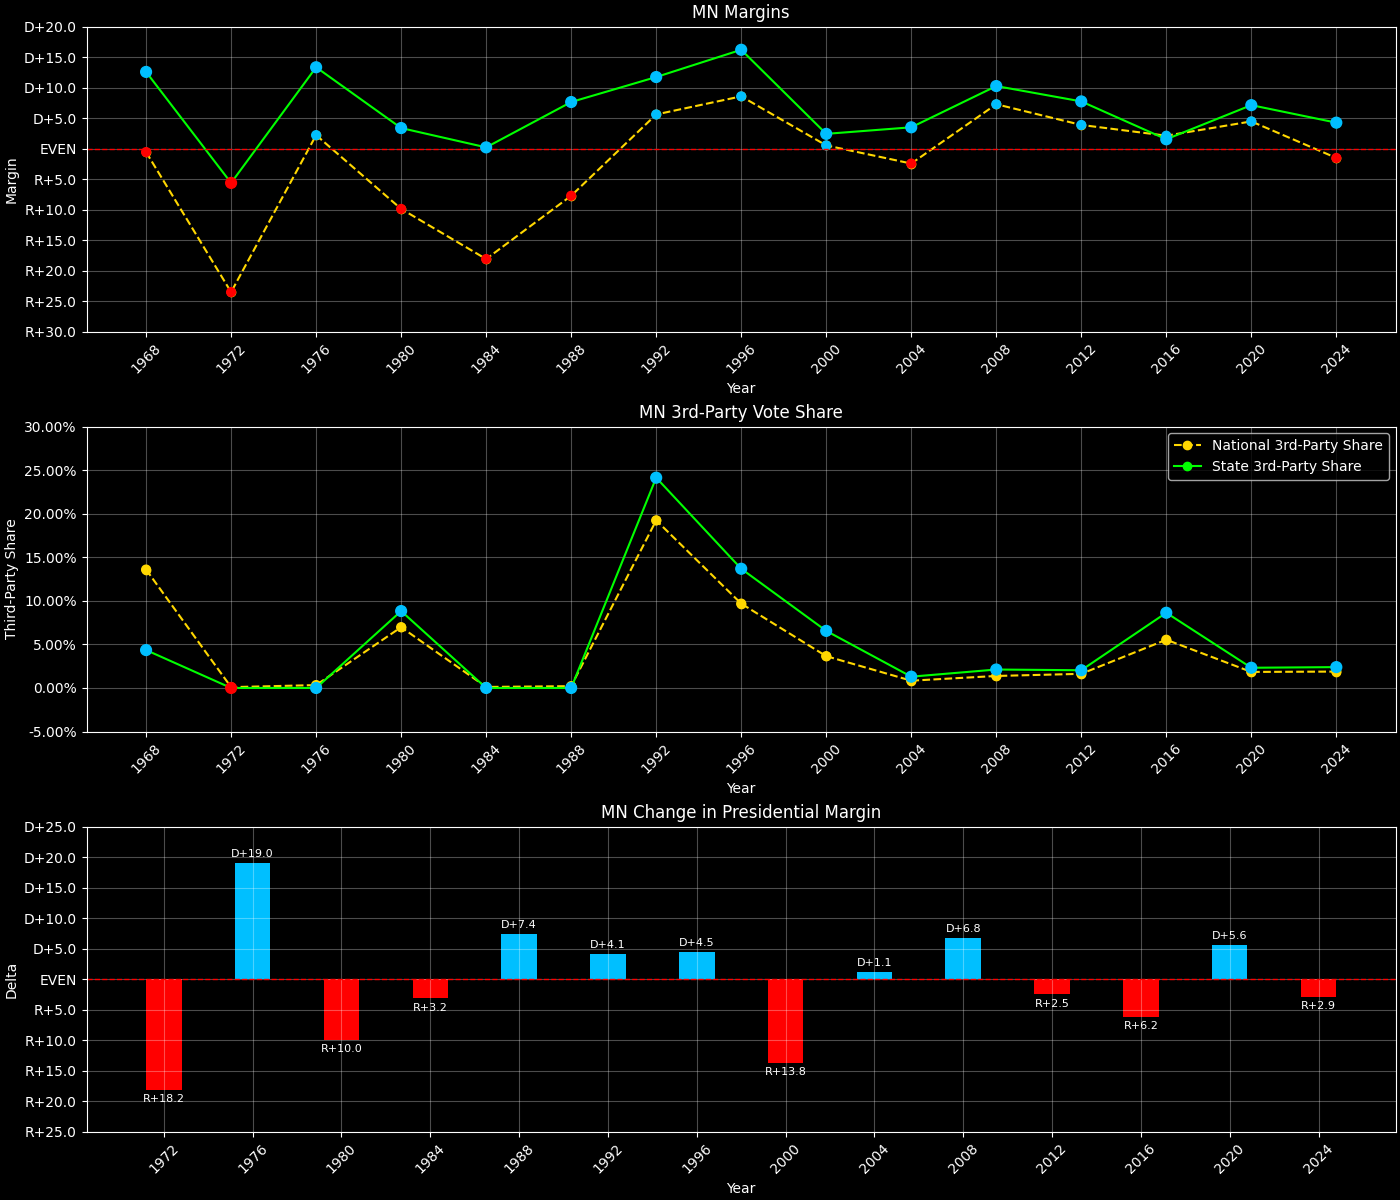 MN Margins
D+20.0
D+15.0
D+10.0
D+5.0
EVEN
R+5.0
R+10.0
R+15.0
R+20.0
R+25.0
R+30.0
Margin
1968 1972 1976 1980 1984 1988 1992 1996 2000 2004 2008 2012 2016 2020 2024
Year
MN 3rd-Party Vote Share
30.00%
25.00%
20.00%
15.00%
10.00%
5.00%
0.00%
-5.00%
Third-Party Share
National 3rd-Party Share
State 3rd-Party Share
1968 1972 1976 1980 1984 1988 1992 1996 2000 2004 2008 2012 2016 2020 2024
Year
MN Change in Presidential Margin
D+25.0
D+20.0
D+15.0
D+10.0
D+5.0
EVEN
R+5.0
R+10.0
R+15.0
R+20.0
R+25.0
Delta
R+18.2
D+19.0
R+10.0
R+3.2
D+7.4
D+4.1
D+4.5
R+13.8
D+1.1
D+6.8
R+2.5
R+6.2
D+5.6
R+2.9
1972 1976 1980 1984 1988 1992 1996 2000 2004 2008 2012 2016 2020 2024
Year